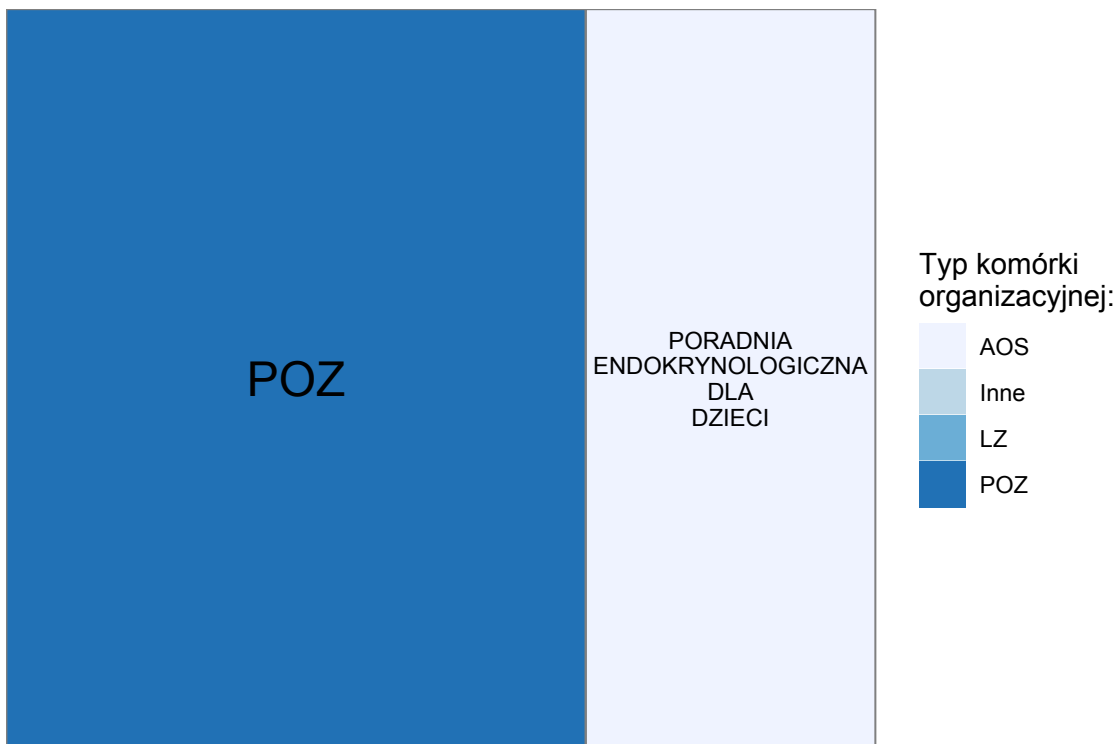 POZ
PORADNIA
ENDOKRYNOLOGICZNA
DLA
DZIECI
Typ komórki
organizacyjnej:
AOS
Inne
LZ
POZ